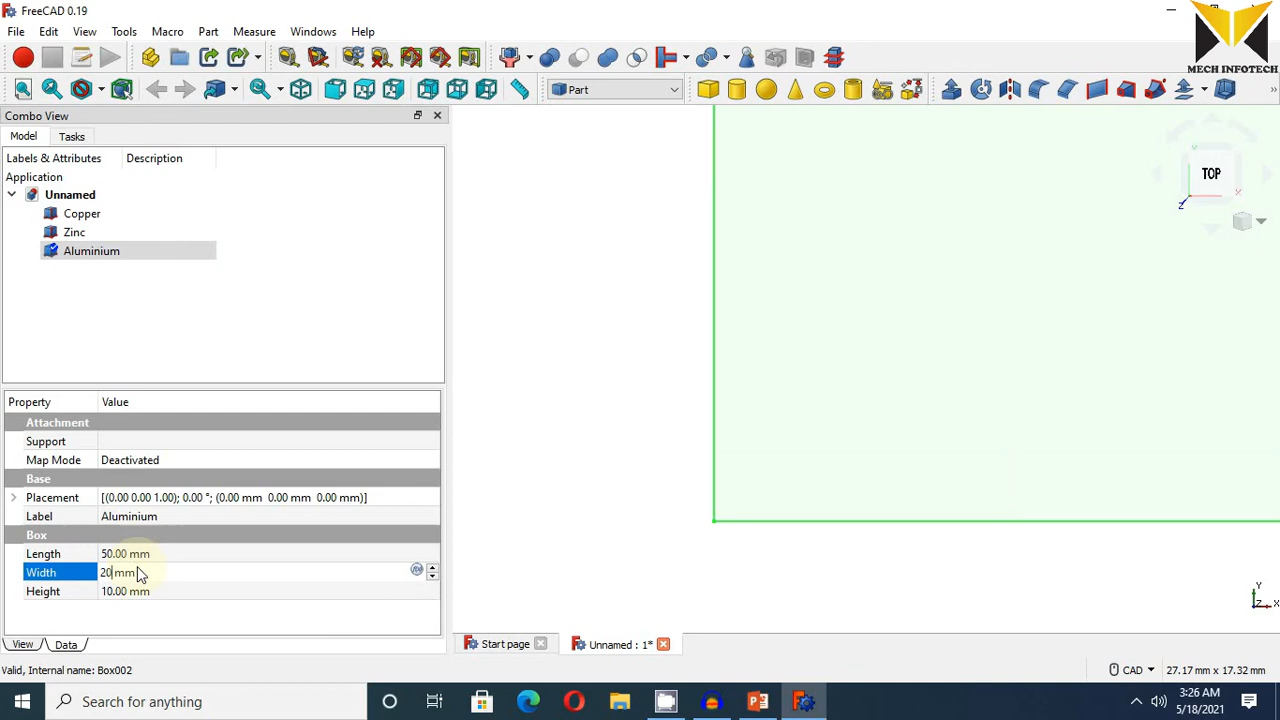 FreeCAD 0.19
File Edit View Tools Macro Part Measure Windows Help
MECH INFOTECH
Part
Combo View
Model Tasks
Labels & Attributes Description
Application
Unnamed
Copper
Zinc
Aluminium
TOP
Y
X
Z
Property Value
Attachment
Support
Map Mode Deactivated
Base
Placement [(0.00 0.00 1.00); 0.00 °; (0.00 mm 0.00 mm 0.00 mm)]
Label Aluminium
Box
Length 50.00 mm
Width 20 mm
Height 10.00 mm
Y
Z X
View Data
Start page Unnamed : 1*
Valid, Internal name: Box002
CAD 27.17 mm x 17.32 mm
Search for anything
3:26 AM
5/18/2021